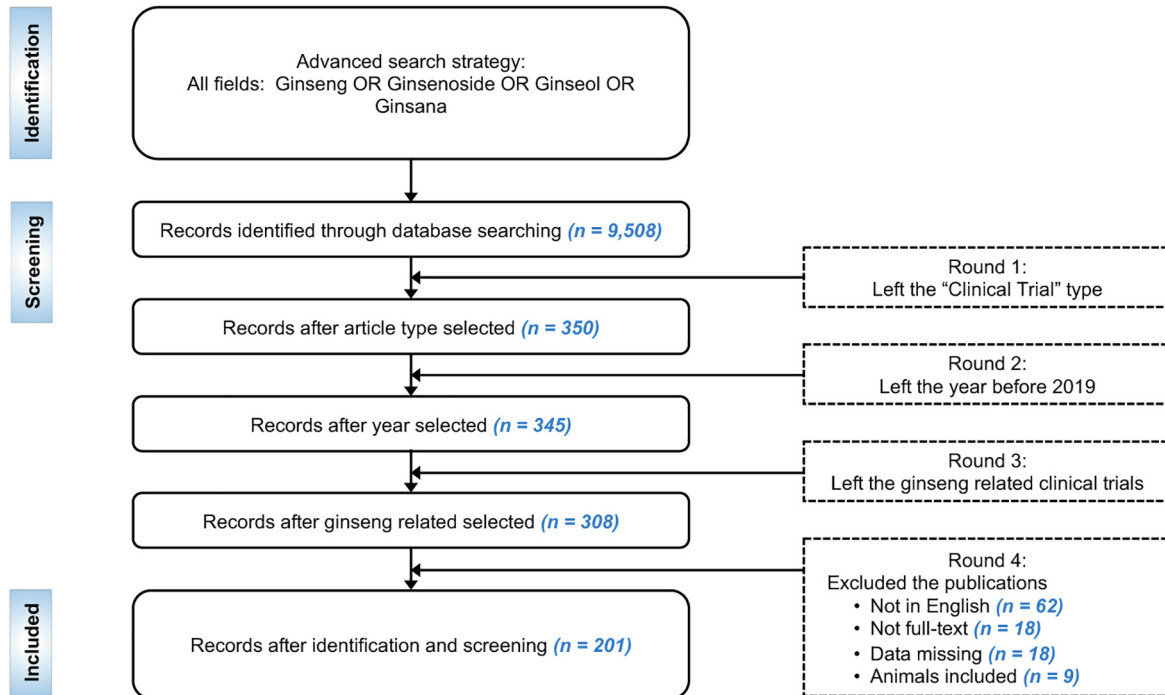 Identification
Advanced search strategy:
All fields: Ginseng OR Ginsenoside OR Ginseol OR
Ginsana
Screening
Records identified through database searching (n = 9,508)
Round 1:
Left the “Clinical Trial” type
Records after article type selected (n = 350)
Round 2:
Left the year before 2019
Records after year selected (n = 345)
Round 3:
Left the ginseng related clinical trials
Records after ginseng related selected (n = 308)
Round 4:
Excluded the publications
• Not in English (n = 62)
• Not full-text (n = 18)
• Data missing (n = 18)
• Animals included (n = 9)
Included
Records after identification and screening (n = 201)